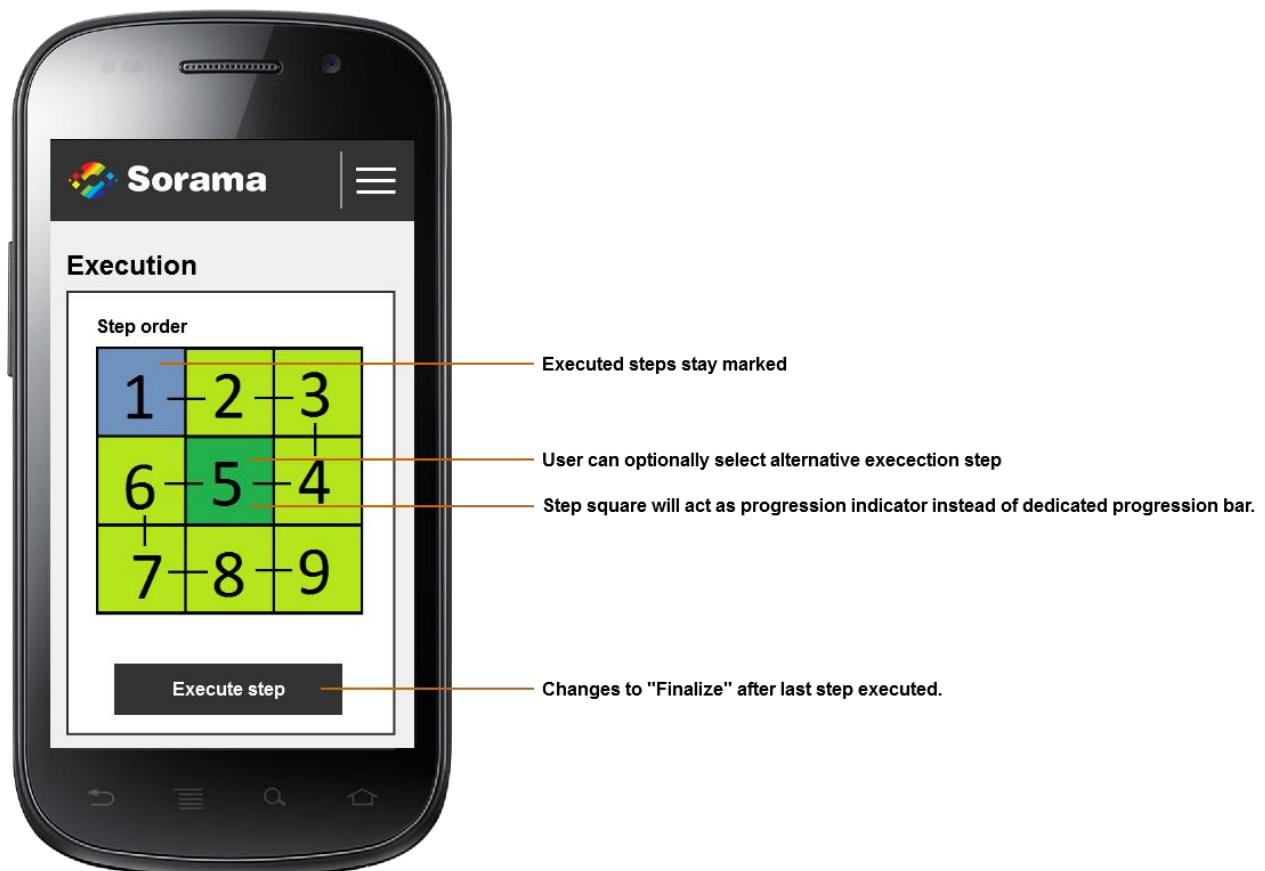 Sorama
Execution
Step order
1 2 3
6 5 4
7 8 9
Execute step
Executed steps stay marked
User can optionally select alternative execection step
Step square will act as progression indicator instead of dedicated progression bar.
Changes to "Finalize" after last step executed.